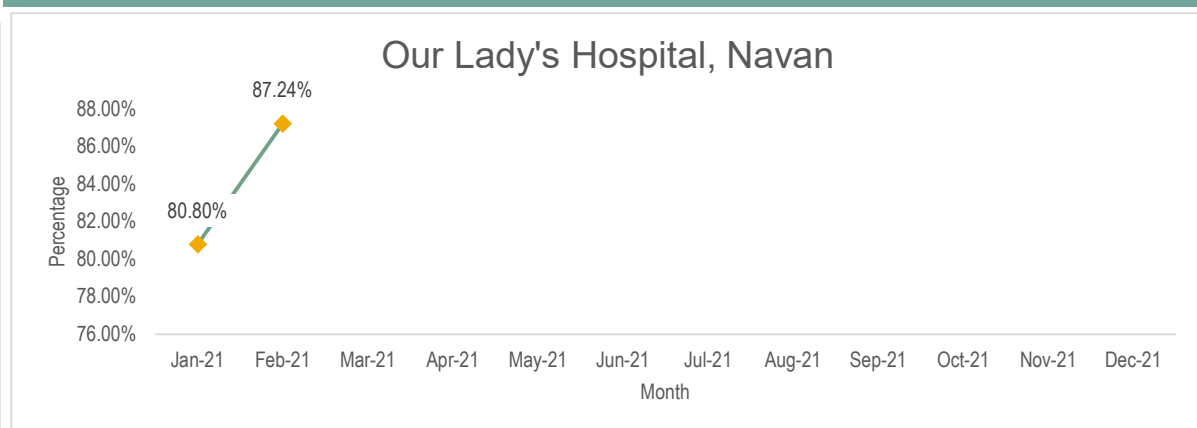 Our Lady's Hospital, Navan
87.24%
88.00%
86.00%
84.00%
80.80%
82.00%
80.00%
78.00%
76.00%
Percentage
Jan-21 Feb-21 Mar-21 Apr-21 May-21 Jun-21 Jul-21 Aug-21 Sep-21 Oct-21 Nov-21 Dec-21
Month